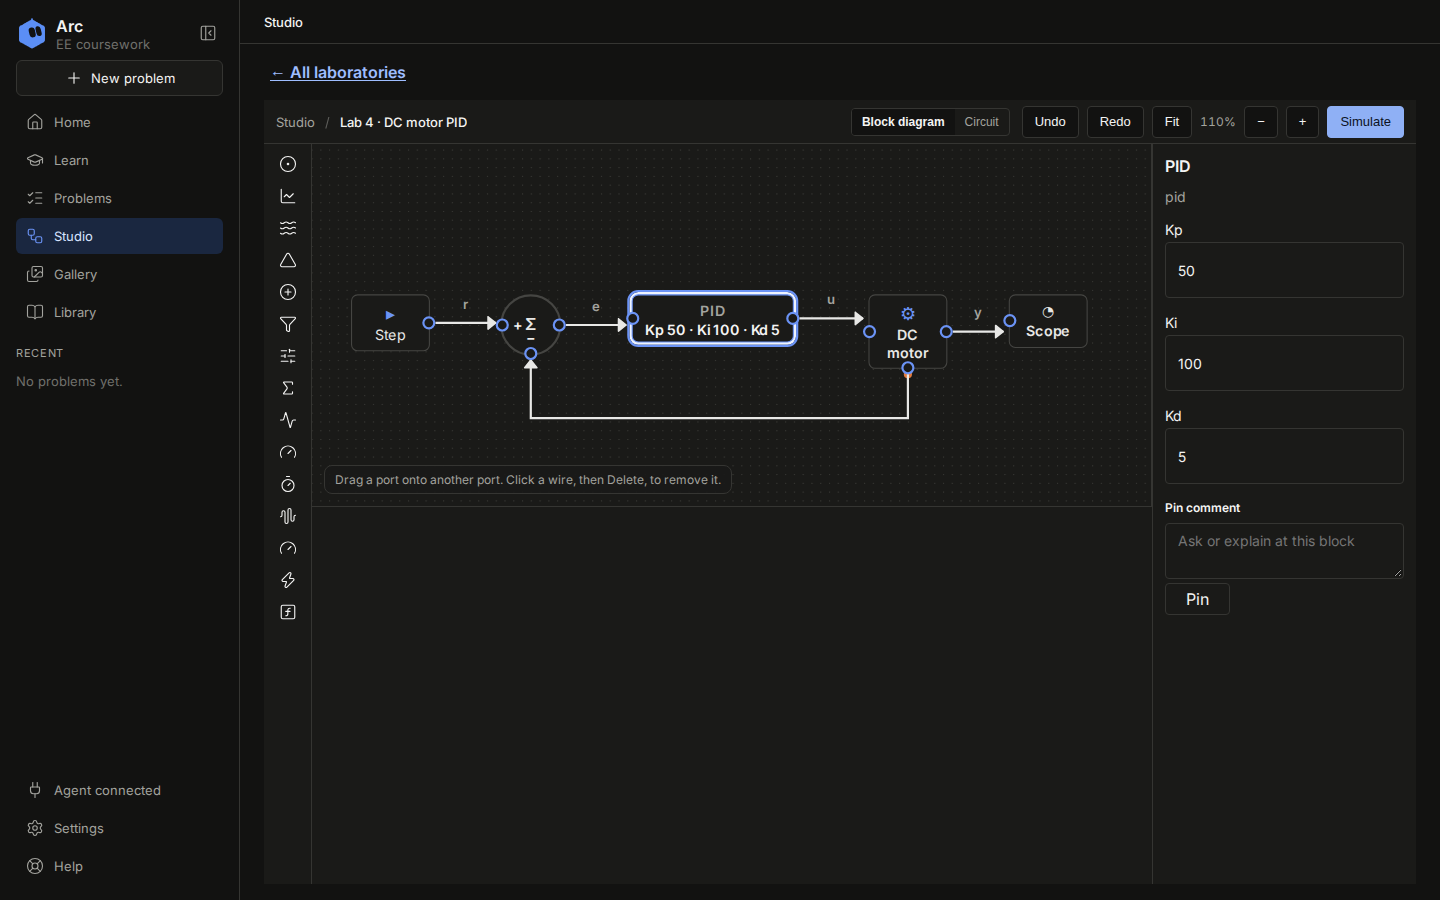 Arc
EE coursework
New problem
Home
Learn
Problems
Studio
Gallery
Library
RECENT
No problems yet.
Agent connected
Settings
Help
Studio
← All laboratories
Studio / Lab 4 · DC motor PID
Block diagram
Circuit
Undo
Redo
Fit
110%
−
+
Simulate
Step
r
+ Σ
−
e
PID
Kp 50 · Ki 100 · Kd 5
u
DC
motor
y
Scope
Drag a port onto another port. Click a wire, then Delete, to remove it.
PID
pid
Kp
50
Ki
100
Kd
5
Pin comment
Ask or explain at this block
Pin